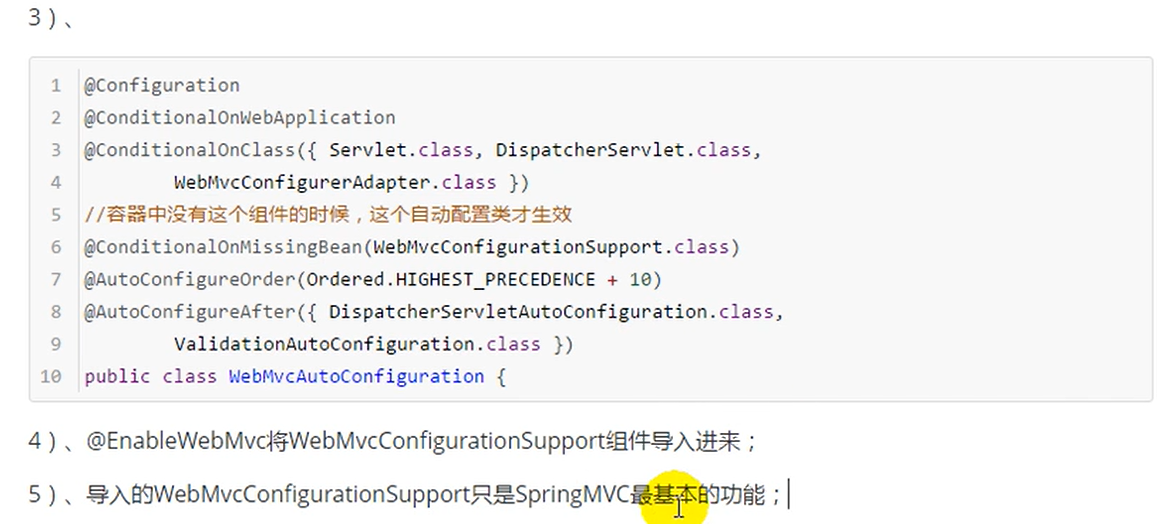 3）、
1 @Configuration
2 @ConditionalOnWebApplication
3 @ConditionalOnClass({ Servlet.class, DispatcherServlet.class,
4 WebMvcConfigurerAdapter.class })
5 //容器中没有这个组件的时候，这个自动配置类才生效
6 @ConditionalOnMissingBean(WebMvcConfigurationSupport.class)
7 @AutoConfigureOrder(Ordered.HIGHEST_PRECEDENCE + 10)
8 @AutoConfigureAfter({ DispatcherServletAutoConfiguration.class,
9 ValidationAutoConfiguration.class })
10 public class WebMvcAutoConfiguration {
4）、@EnableWebMvc将WebMvcConfigurationSupport组件导入进来；
5）、导入的WebMvcConfigurationSupport只是SpringMVC最基本的功能；